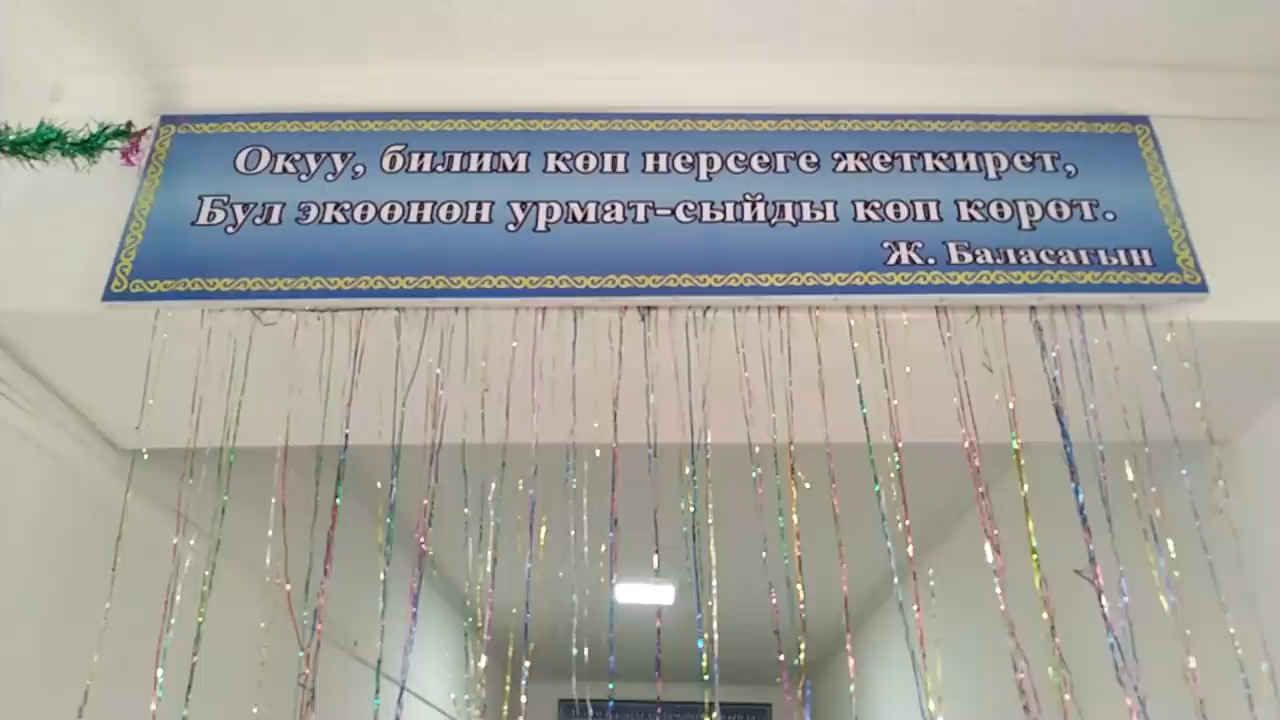 Окуу, билим көп нерсеге жеткирет,
Бул экөөнөн урмат-сыйды көп көрөт.
Ж. Баласагын